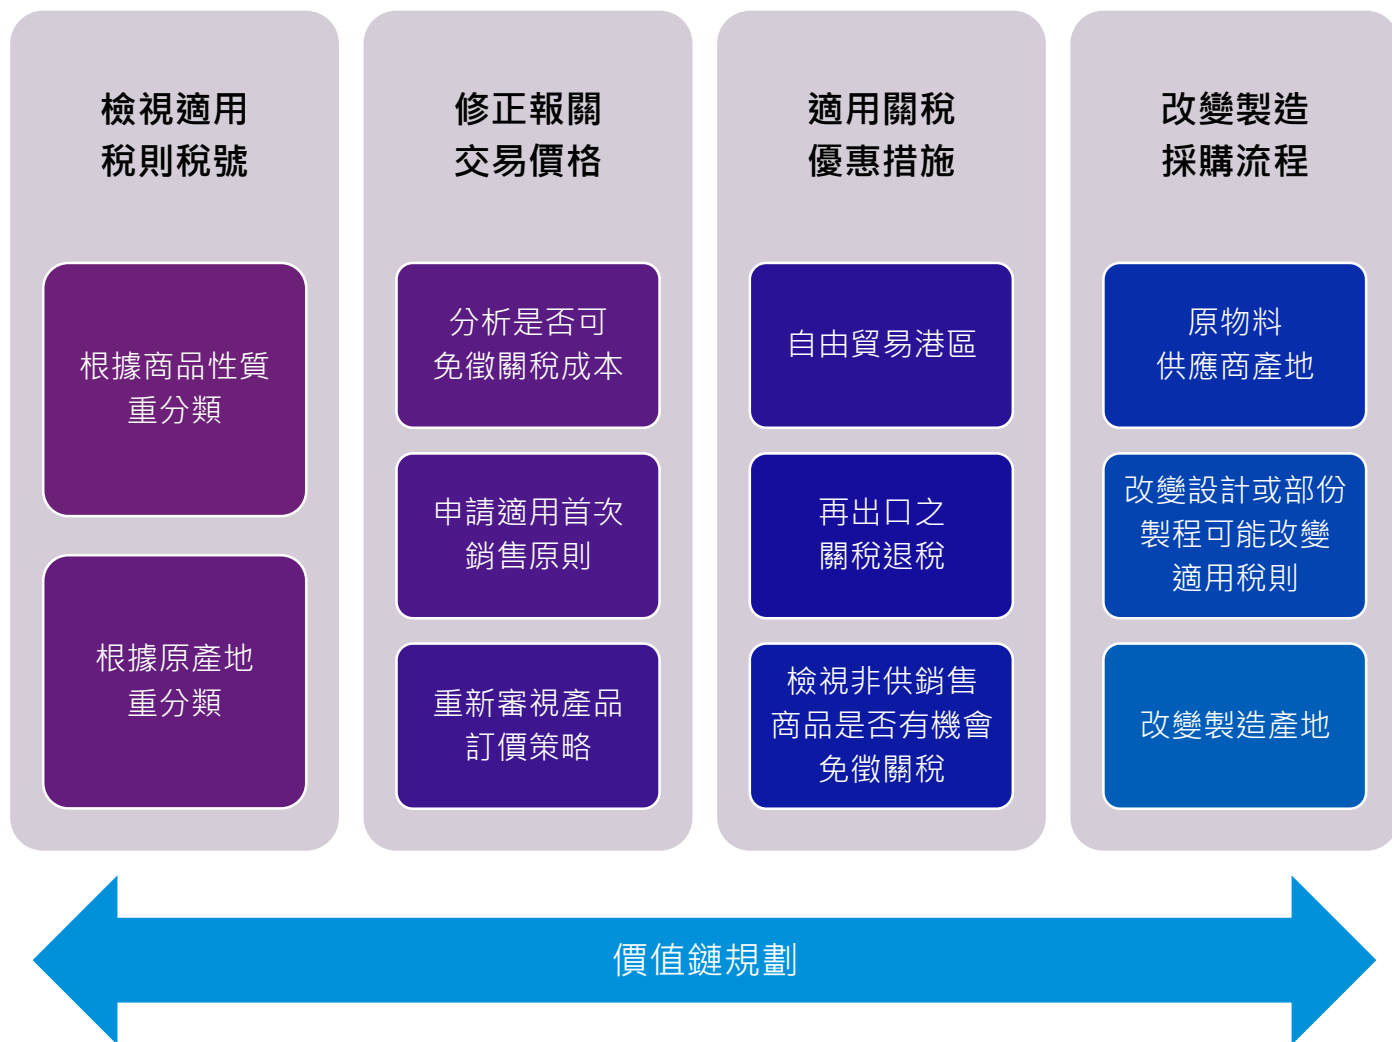 檢視適用
稅則稅號
根據商品性質
重分類
根據原產地
重分類
修正報關
交易價格
分析是否可
免徵關稅成本
申請適用首次
銷售原則
重新審視產品
訂價策略
適用關稅
優惠措施
自由貿易港區
再出口之
關稅退稅
檢視非供銷售
商品是否有機會
免徵關稅
改變製造
採購流程
原物料
供應商產地
改變設計或部份
製程可能改變
適用稅則
改變製造產地
價值鏈規劃